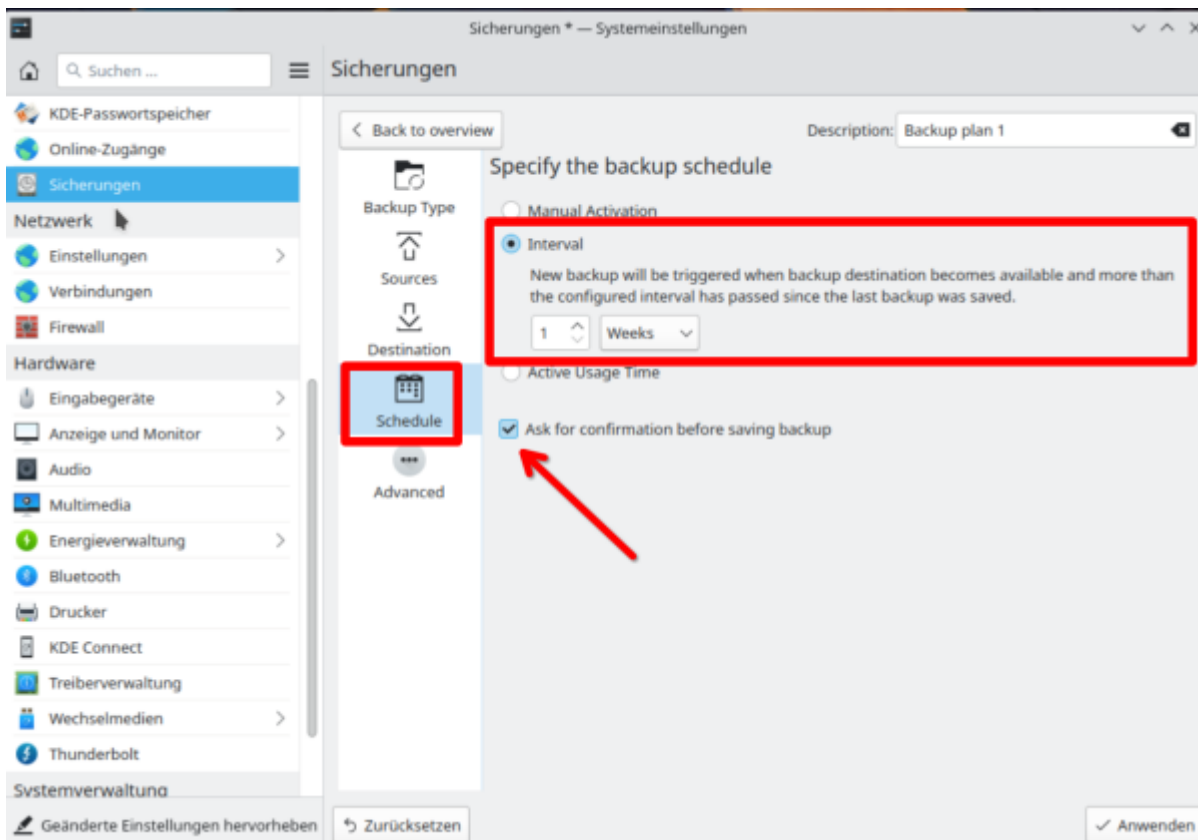 Sicherungen * — Systemeinstellungen
Suchen ...
Sicherungen
KDE-Passwortspeicher
Online-Zugänge
Sicherungen
Netzwerk
Einstellungen
Verbindungen
Firewall
Hardware
Eingabegeräte
Anzeige und Monitor
Audio
Multimedia
Energieverwaltung
Bluetooth
Drucker
KDE Connect
Treiberverwaltung
Wechselmedien
Thunderbolt
Systemverwaltung
Geänderte Einstellungen hervorheben
Back to overview
Description: Backup plan 1
Backup Type
Sources
Destination
Schedule
Advanced
Specify the backup schedule
Manual Activation
Interval
New backup will be triggered when backup destination becomes available and more than
the configured interval has passed since the last backup was saved.
1 Weeks
Active Usage Time
Ask for confirmation before saving backup
Zurücksetzen
Anwenden